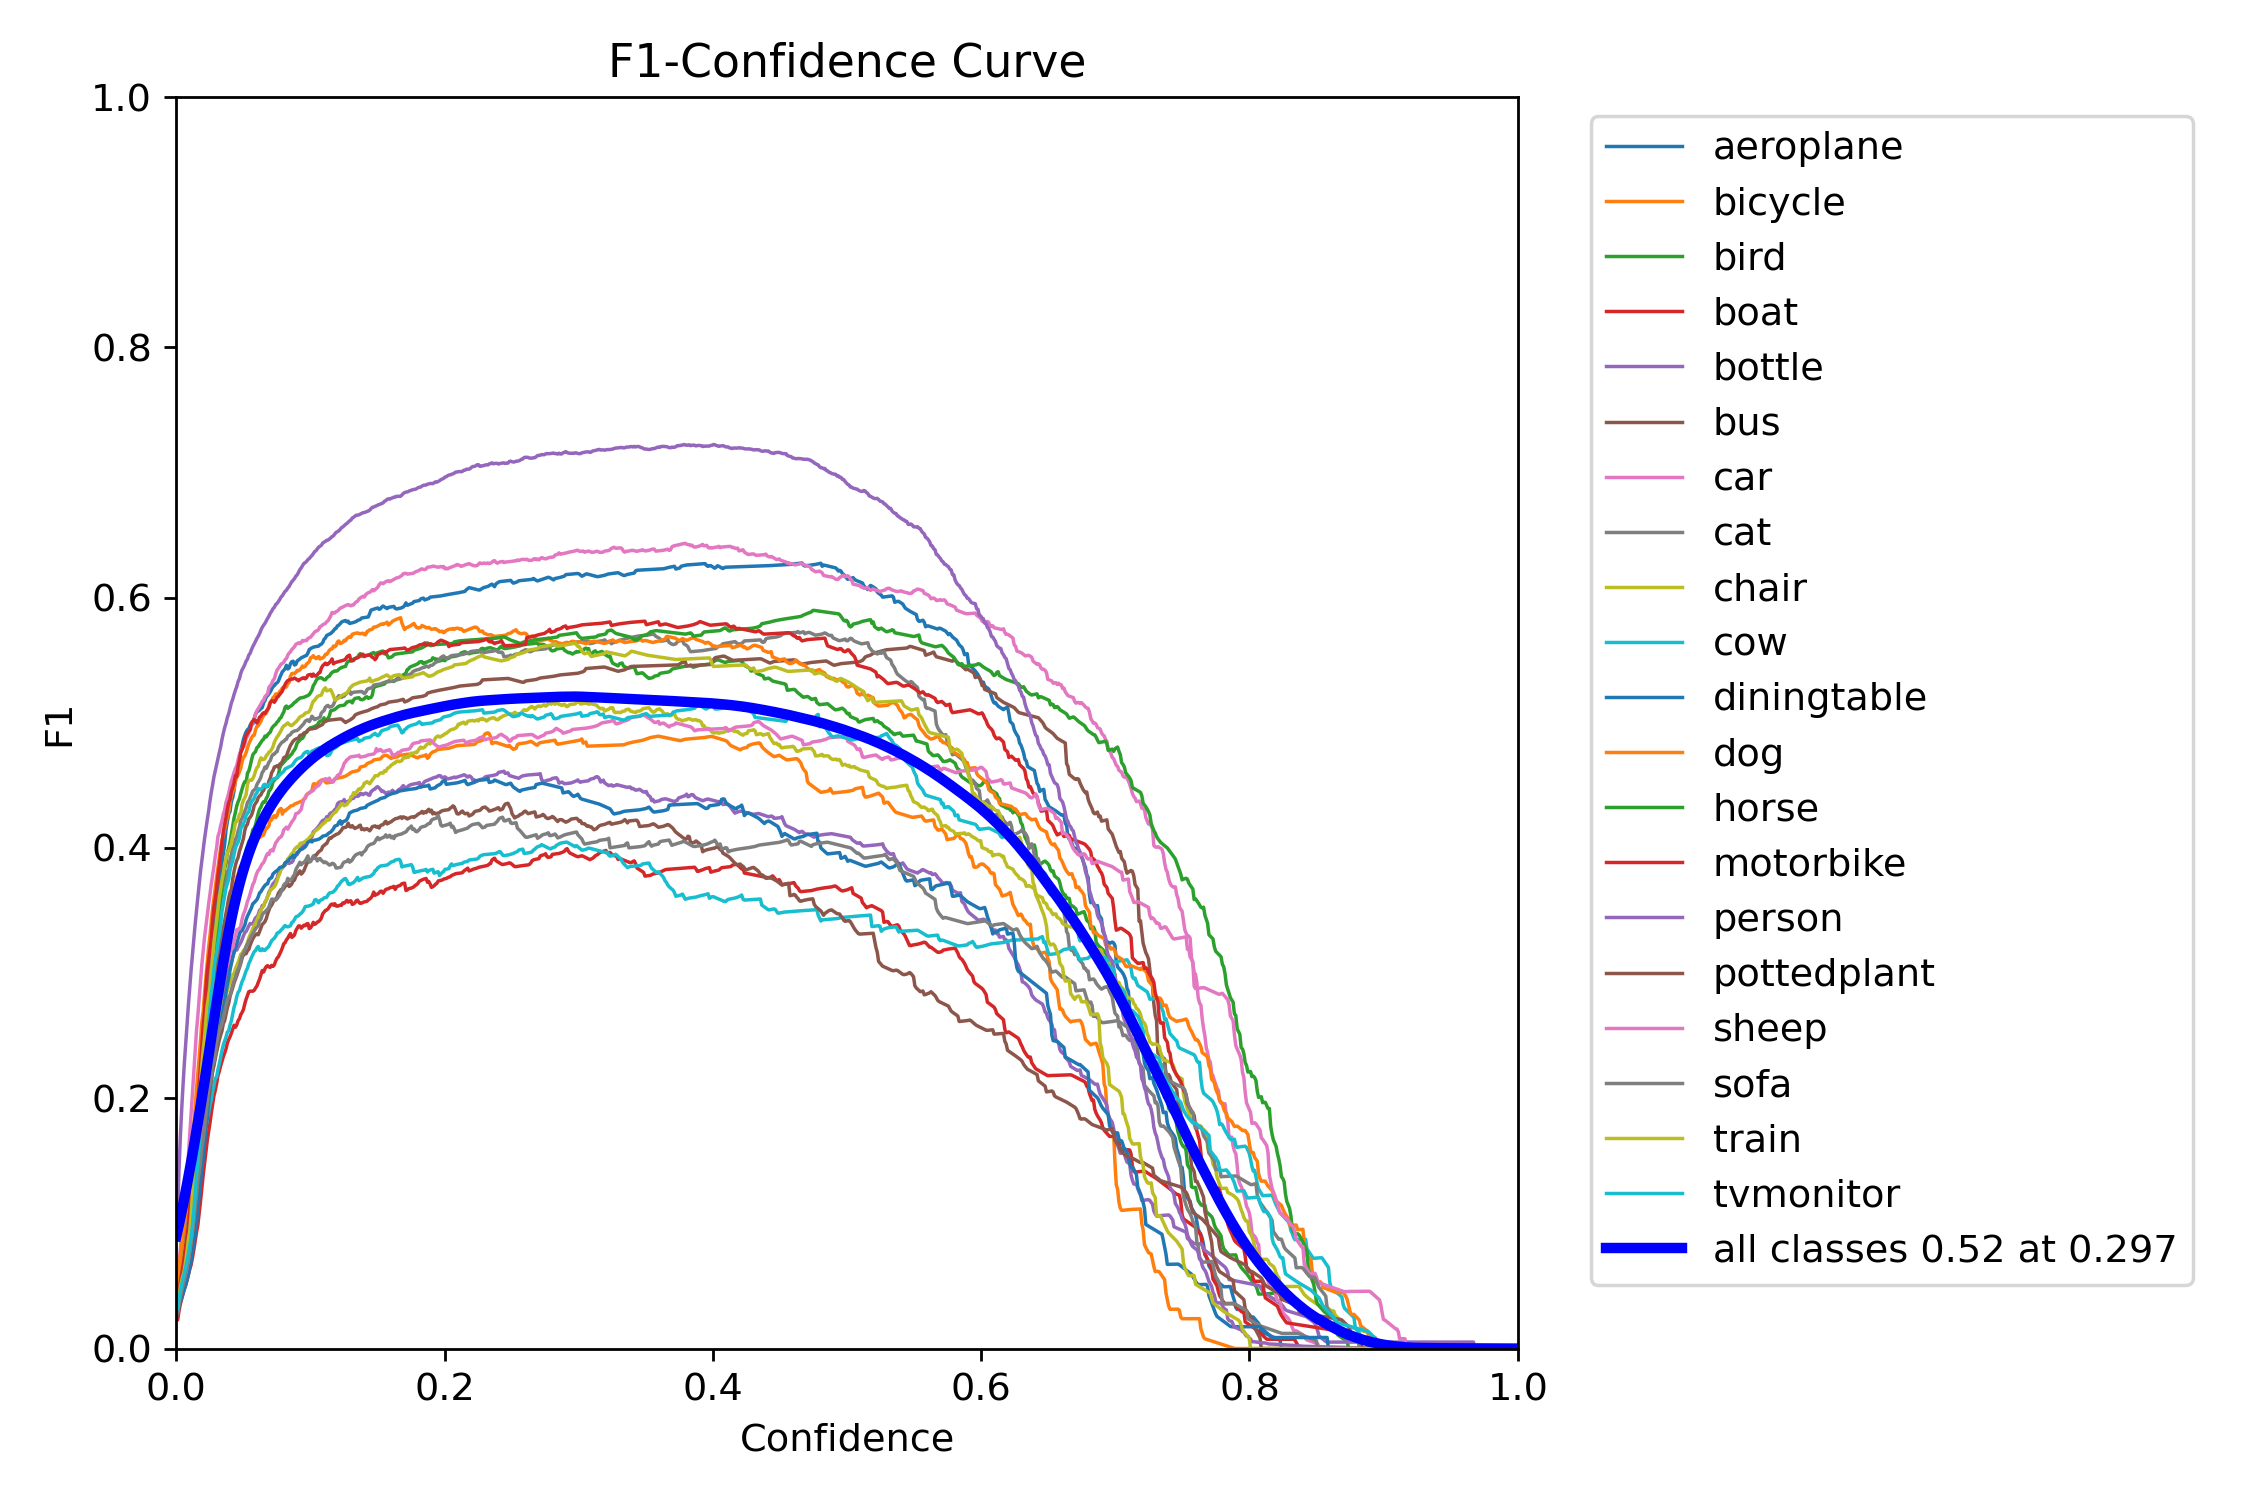 F1-Confidence Curve
1.0
0.8
0.6
0.4
0.2
0.0
F1
0.0 0.2 0.4 0.6 0.8 1.0
Confidence
aeroplane
bicycle
bird
boat
bottle
bus
car
cat
chair
cow
diningtable
dog
horse
motorbike
person
pottedplant
sheep
sofa
train
tvmonitor
all classes 0.52 at 0.297